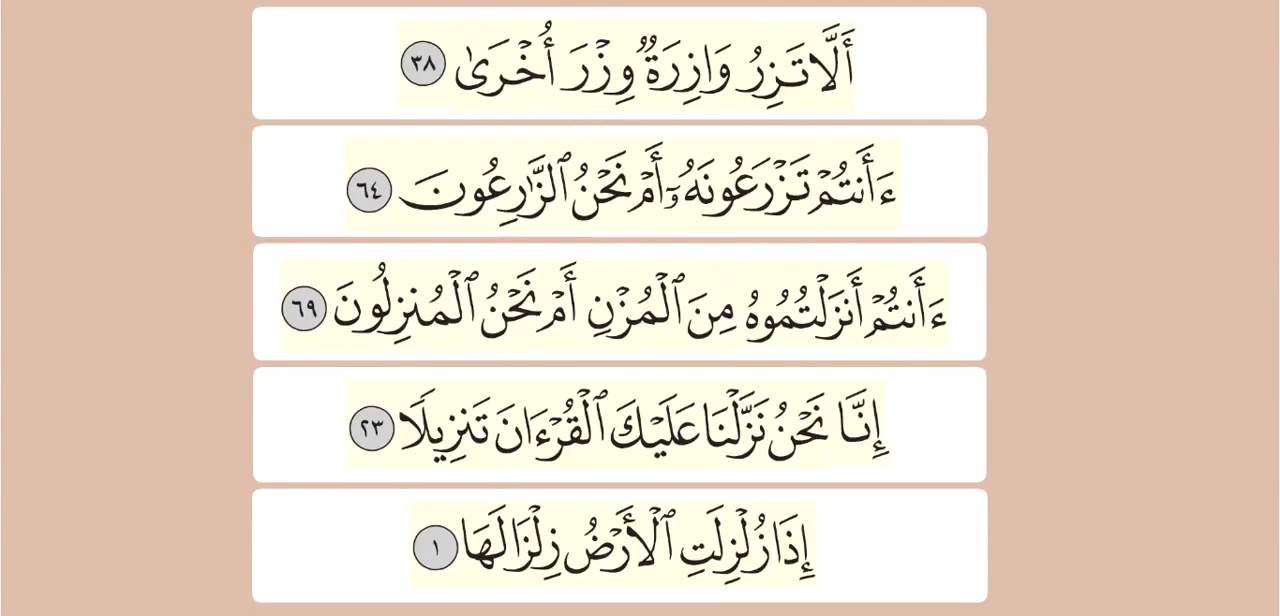 أَلَّا تَزِرُ وَازِرَةٌ وِزْرَ أُخْرَىٰ ٣٨
ءَأَنتُمْ تَزْرَعُونَهُۥٓ أَمْ نَحْنُ ٱلزَّٰرِعُونَ ٦٤
ءَأَنتُمْ أَنزَلْتُمُوهُ مِنَ ٱلْمُزْنِ أَمْ نَحْنُ ٱلْمُنزِلُونَ ٦٩
إِنَّا نَحْنُ نَزَّلْنَا عَلَيْكَ ٱلْقُرْءَانَ تَنزِيلًا ٢٣
إِذَا زُلْزِلَتِ ٱلْأَرْضُ زِلْزَالَهَا ١